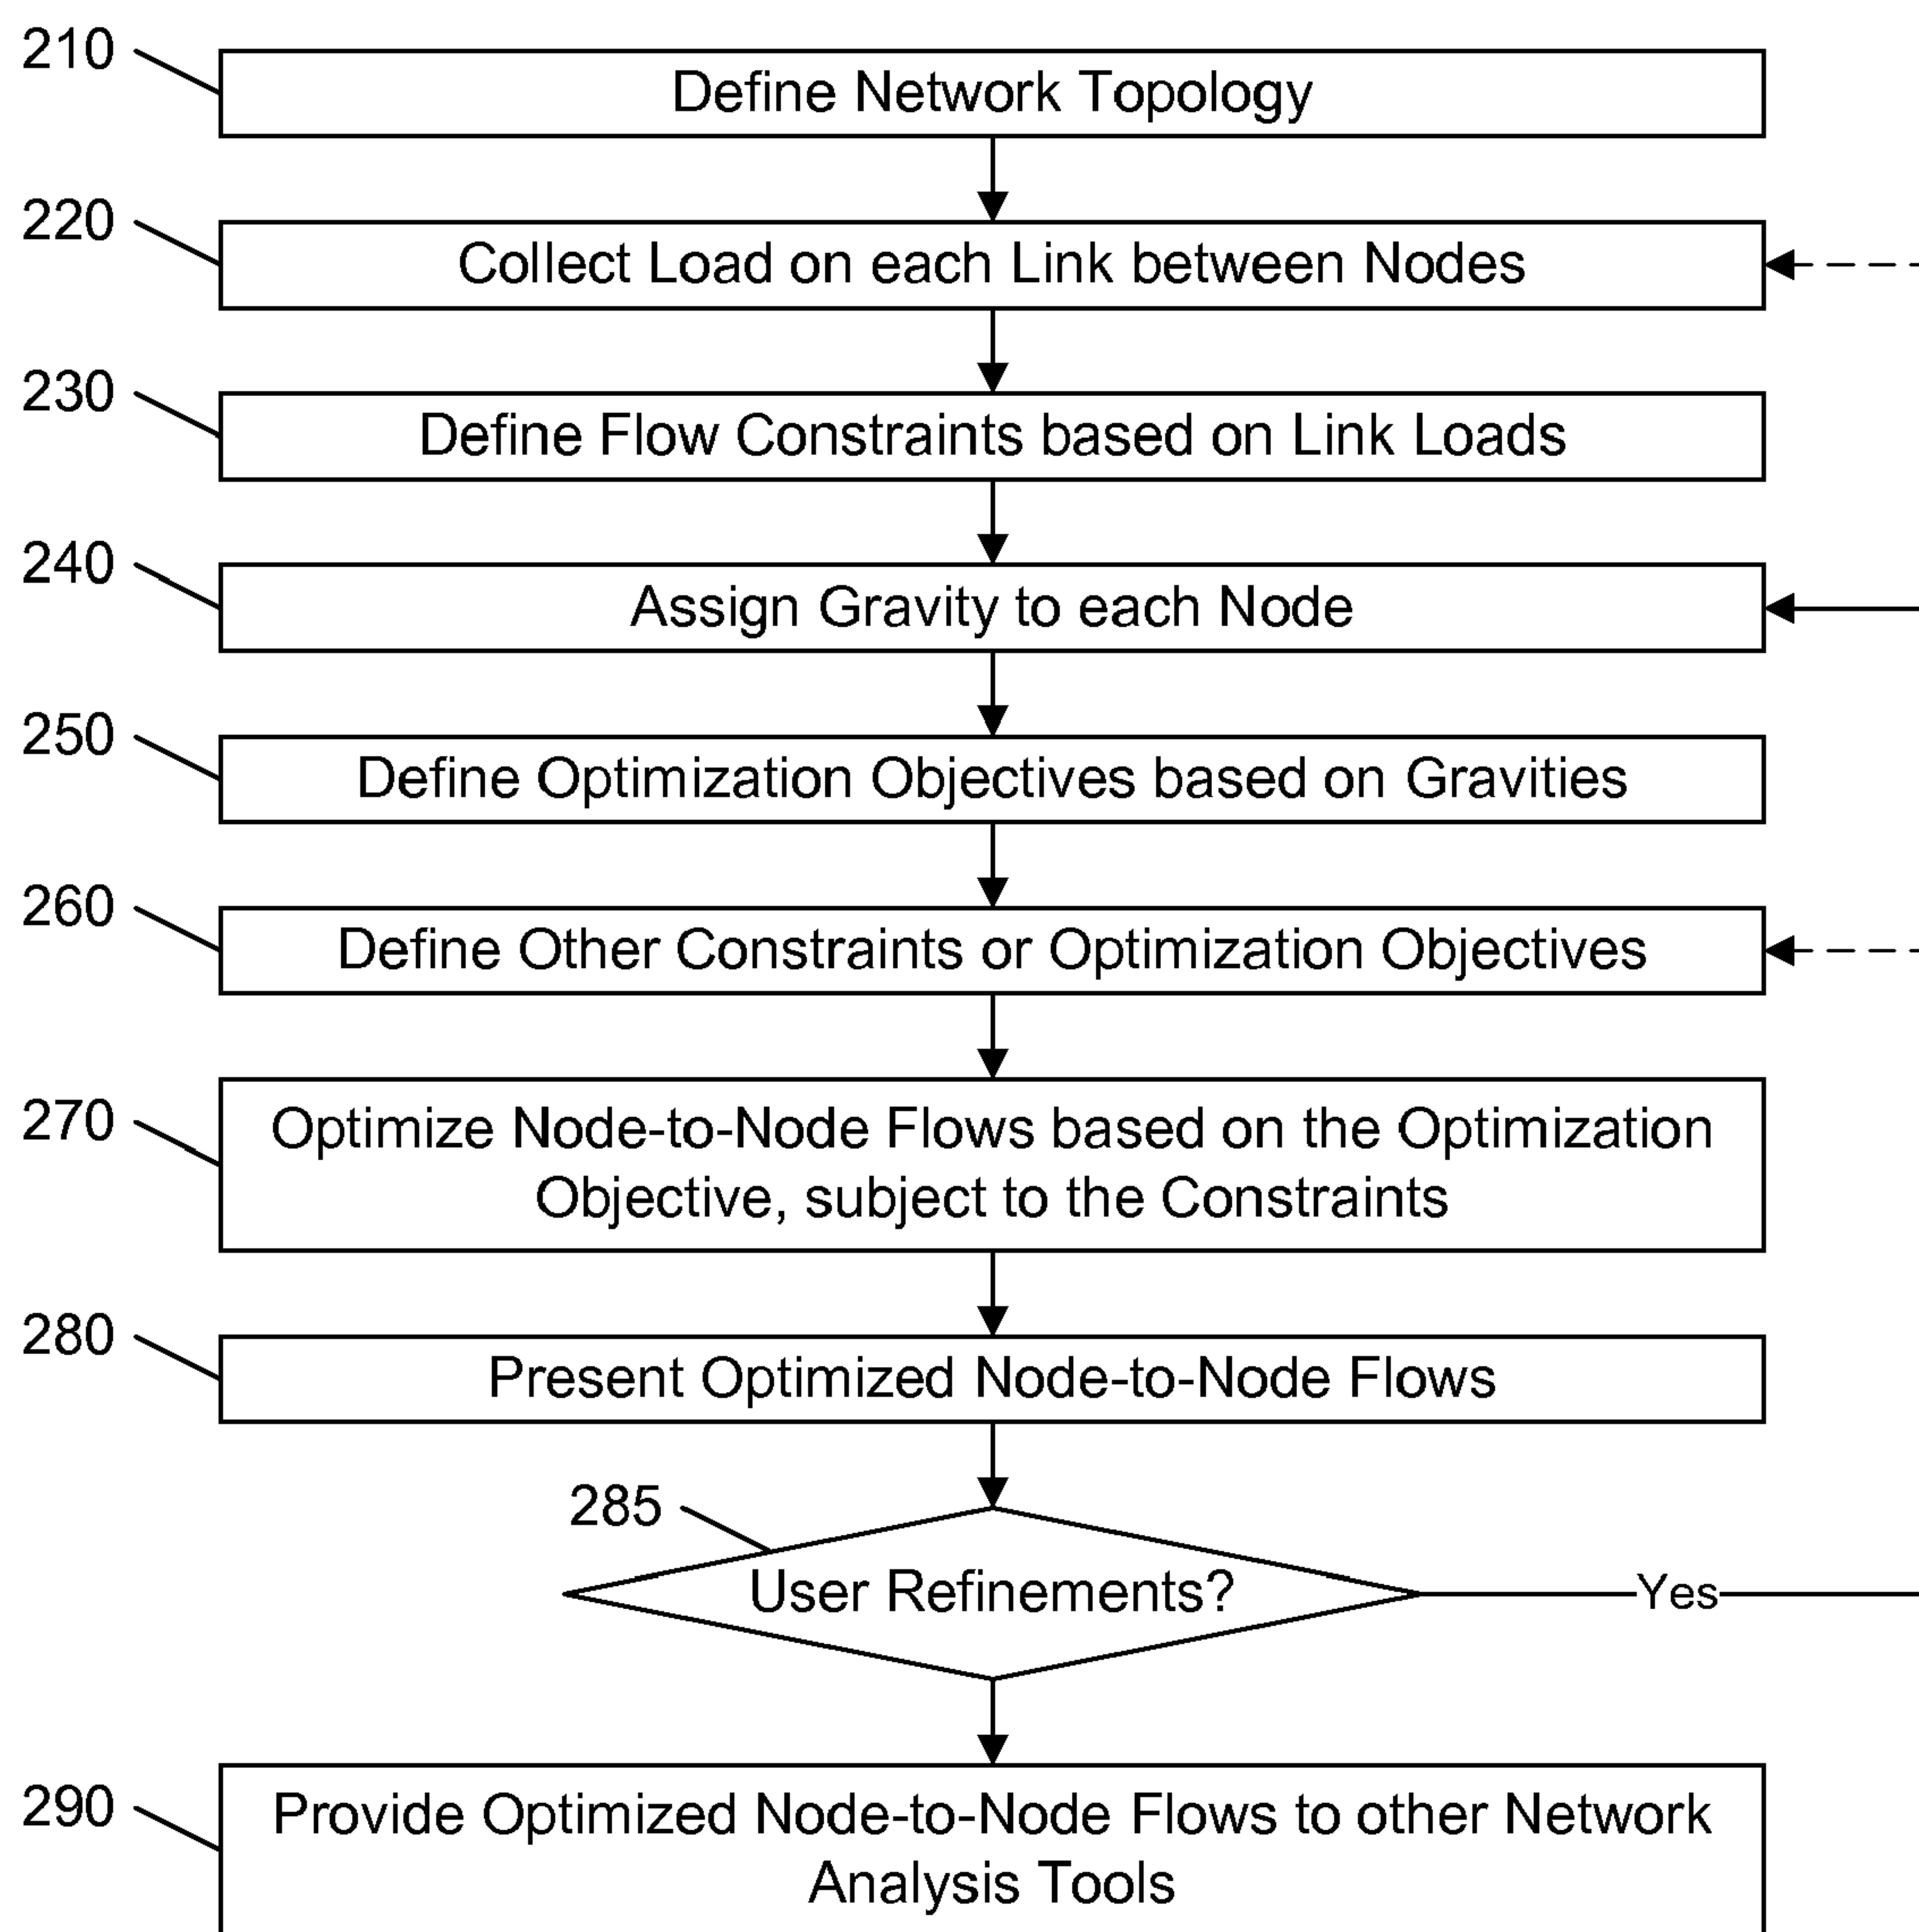 210
Define Network Topology
220
Collect Load on each Link between Nodes
230
Define Flow Constraints based on Link Loads
240
Assign Gravity to each Node
250
Define Optimization Objectives based on Gravities
260
Define Other Constraints or Optimization Objectives
270
Optimize Node-to-Node Flows based on the Optimization
Objective, subject to the Constraints
280
Present Optimized Node-to-Node Flows
285
User Refinements?
Yes
290
Provide Optimized Node-to-Node Flows to other Network
Analysis Tools